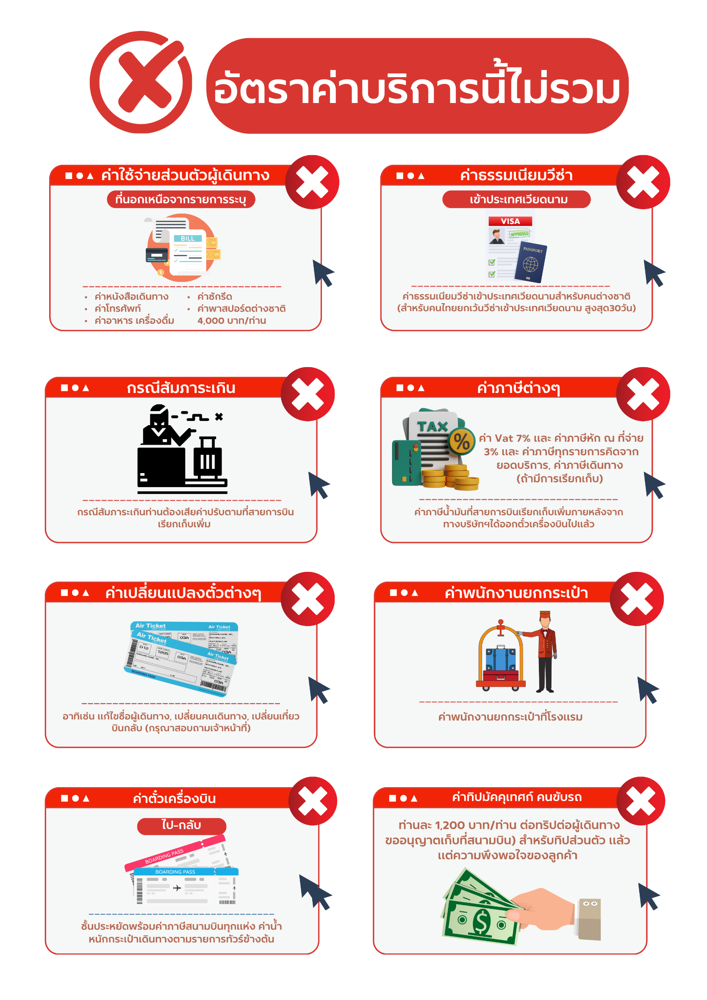 อัตราค่าบริการนี้ไม่รวม
ค่าใช้จ่ายส่วนตัวผู้เดินทาง
ที่นอกเหนือจากรายการระบุ
BILL
• ค่าหนังสือเดินทาง
• ค่าโทรศัพท์
• ค่าอาหาร เครื่องดื่ม
• ค่าซักรีด
• ค่าพาสปอร์ตต่างชาติ
4,000 บาท/ท่าน
ค่าธรรมเนียมวีซ่า
เข้าประเทศเวียดนาม
VISA
APPROVED
PASSPORT
ค่าธรรมเนียมวีซ่าเข้าประเทศเวียดนามสำหรับคนต่างชาติ
(สำหรับคนไทยยกเว้นวีซ่าเข้าประเทศเวียดนาม สูงสุด30วัน)
กรณีสัมภาระเกิน
กรณีสัมภาระเกินท่านต้องเสียค่าปรับตามที่สายการบิน
เรียกเก็บเพิ่ม
ค่าภาษีต่างๆ
TAX
%
ค่า Vat 7% และ ค่าภาษีหัก ณ ที่จ่าย
3% และ ค่าภาษีทุกรายการคิดจาก
ยอดบริการ, ค่าภาษีเดินทาง
(ถ้ามีการเรียกเก็บ)
ค่าภาษีน้ำมันที่สายการบินเรียกเก็บเพิ่มภายหลังจาก
ทางบริษัทฯได้ออกตั๋วเครื่องบินไปแล้ว
ค่าเปลี่ยนแปลงตั๋วต่างๆ
Air Ticket
Air Ticket
03A
Air Ticket
D12
1205
03A
Air Ticket
03A
BOARDING PASS
อาทิเช่น แก้ไขชื่อผู้เดินทาง, เปลี่ยนคนเดินทาง, เปลี่ยนเที่ยว
บินกลับ (กรุณาสอบถามเจ้าหน้าที่)
ค่าพนักงานยกกระเป๋า
ค่าพนักงานยกกระเป๋าที่โรงแรม
ค่าตั๋วเครื่องบิน
ไป-กลับ
BOARDING PASS
BOARDING PASS
ชั้นประหยัดพร้อมค่าภาษีสนามบินทุกแห่ง ค่าน้ำ
หนักกระเป๋าเดินทางตามรายการทัวร์ข้างต้น
ค่าทิปมัคคุเทศก์ คนขับรถ
ท่านละ 1,200 บาท/ท่าน ต่อทริปต่อผู้เดินทาง
ขออนุญาตเก็บที่สนามบิน) สำหรับทิปส่วนตัว แล้ว
แต่ความพึงพอใจของลูกค้า
$